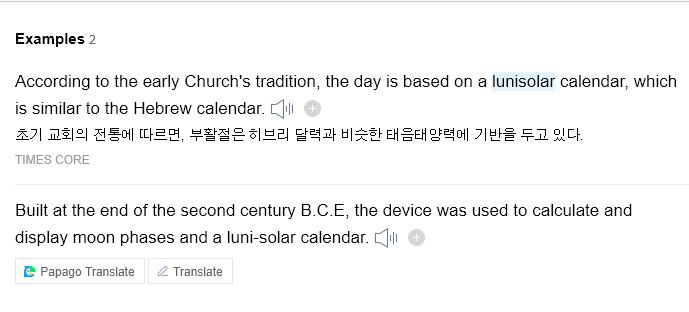 Examples 2
According to the early Church's tradition, the day is based on a lunisolar calendar, which
is similar to the Hebrew calendar.
초기 교회의 전통에 따르면, 부활절은 히브리 달력과 비슷한 태음태양력에 기반을 두고 있다.
TIMES CORE
Built at the end of the second century B.C.E, the device was used to calculate and
display moon phases and a luni-solar calendar.
Papago Translate Translate